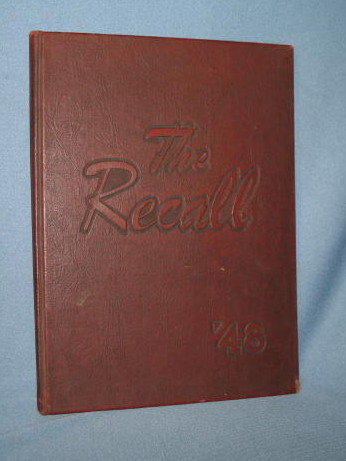 The
Recall
'48